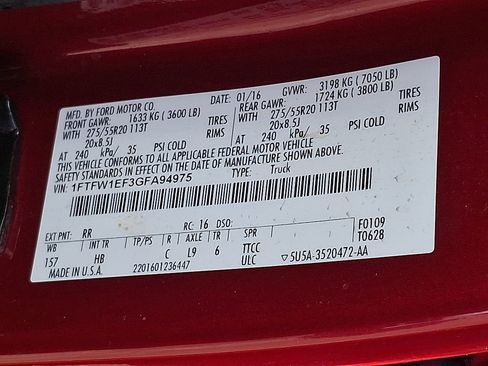 MFD. BY FORD MOTOR CO.
DATE: 01/16 GVWR: 3198 KG (7050 LB)
FRONT GAWR: 1633 KG (3600 LB) REAR GAWR: 1724 KG (3800 LB)
WITH 275/55R20 113T TIRES WITH 275/55R20 113T TIRES
20x8.5J RIMS 20x8.5J RIMS
AT 240 kPa/ 35 PSI COLD AT 240 kPa/ 35 PSI COLD
THIS VEHICLE CONFORMS TO ALL APPLICABLE FEDERAL MOTOR VEHICLE
SAFETY STANDARDS IN EFFECT ON THE DATE OF MANUFACTURE SHOWN ABOVE.
VIN: 1FTFW1EF3GFA94975 TYPE: Truck
F0109
T0628
EXT PNT: RR RC: 16 DSO:
WB INT TR TP/PS R AXLE TR SPR
157 HB C L9 6 TTCC
MADE IN U.S.A. 2201601236447 ULC ▽5U5A-3520472-AA